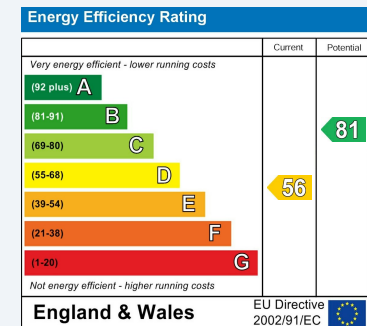 Energy Efficiency Rating
Current Potential
Very energy efficient - lower running costs
(92 plus) A
(81-91) B
81
(69-80) C
(55-68) D
56
(39-54) E
(21-38) F
(1-20) G
Not energy efficient - higher running costs
England & Wales
EU Directive
2002/91/EC